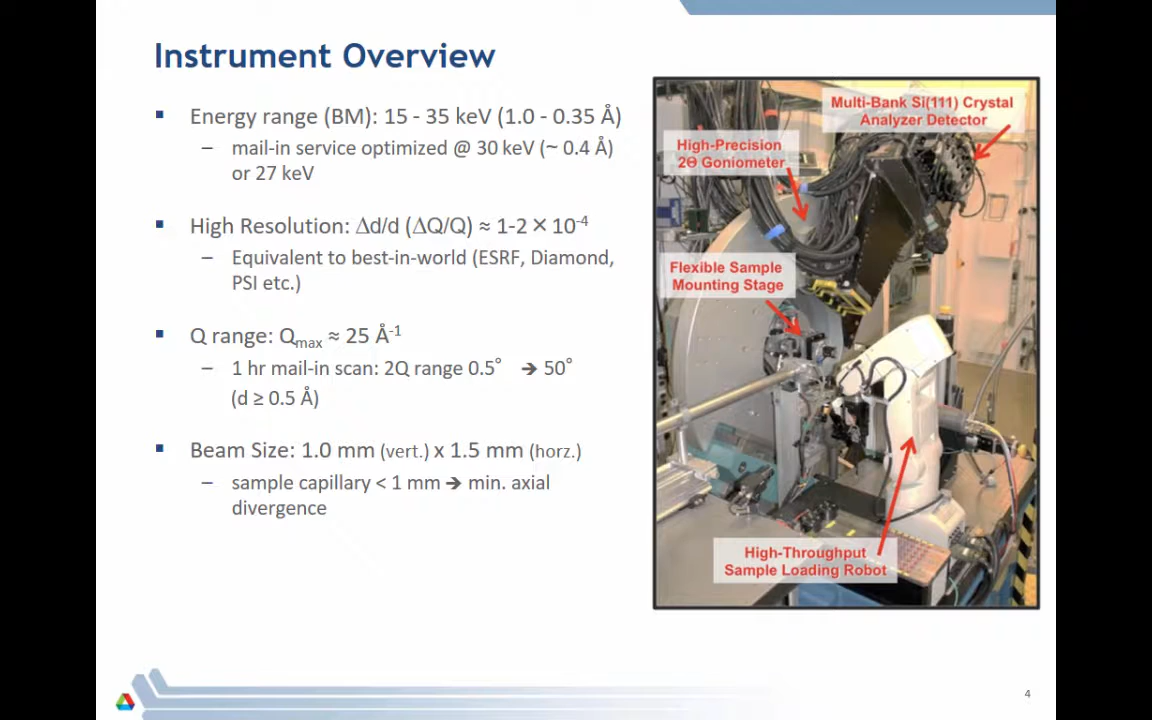 Instrument Overview
▪ Energy range (BM): 15 - 35 keV (1.0 - 0.35 Å)
– mail-in service optimized @ 30 keV (~ 0.4 Å)
or 27 keV
▪ High Resolution: Δd/d (ΔQ/Q) ≈ 1-2 × 10⁻⁴
– Equivalent to best-in-world (ESRF, Diamond,
PSI etc.)
▪ Q range: Qmax ≈ 25 Å⁻¹
– 1 hr mail-in scan: 2Q range 0.5° ➔ 50°
(d ≥ 0.5 Å)
▪ Beam Size: 1.0 mm (vert.) x 1.5 mm (horz.)
– sample capillary < 1 mm ➔ min. axial
divergence
Multi-Bank Si(111) Crystal
Analyzer Detector
High-Precision
2Θ Goniometer
Flexible Sample
Mounting Stage
High-Throughput
Sample Loading Robot
4